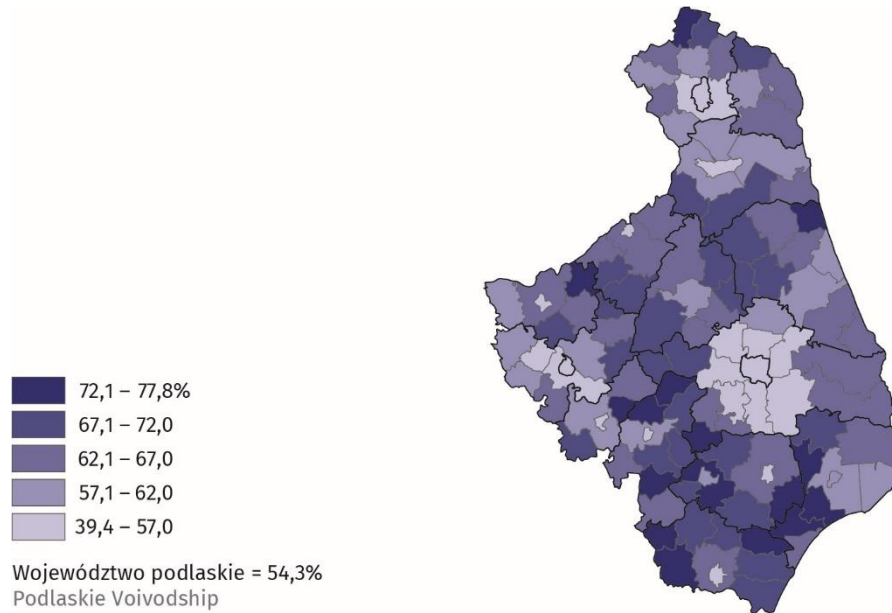 72,1 – 77,8%
67,1 – 72,0
62,1 – 67,0
57,1 – 62,0
39,4 – 57,0
Województwo podlaskie = 54,3%
Podlaskie Voivodship